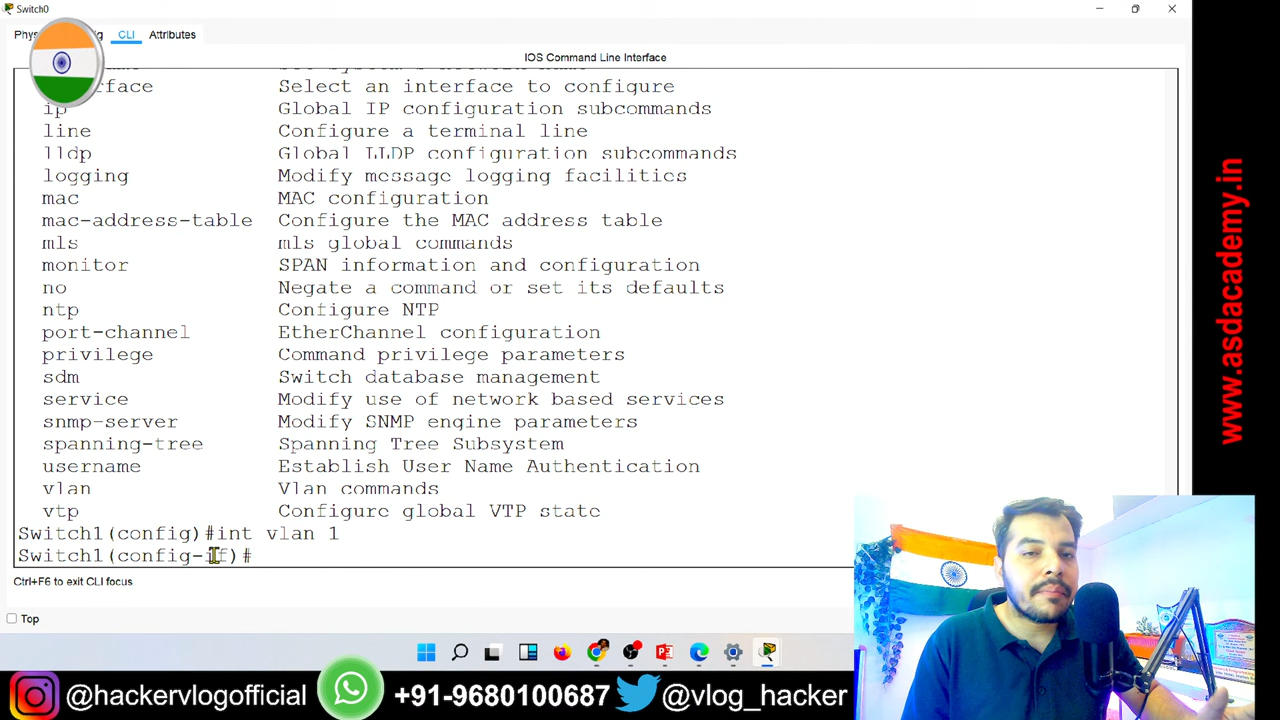 Switch0
CLI
Attributes
IOS Command Line Interface
Select an interface to configure
ip Global IP configuration subcommands
line Configure a terminal line
lldp Global LLDP configuration subcommands
logging Modify message logging facilities
mac MAC configuration
mac-address-table Configure the MAC address table
mls mls global commands
monitor SPAN information and configuration
no Negate a command or set its defaults
ntp Configure NTP
port-channel EtherChannel configuration
privilege Command privilege parameters
sdm Switch database management
service Modify use of network based services
snmp-server Modify SNMP engine parameters
spanning-tree Spanning Tree Subsystem
username Establish User Name Authentication
vlan Vlan commands
vtp Configure global VTP state
Switch1(config)#int vlan 1
Switch1(config-if)#
Ctrl+F6 to exit CLI focus
Top
www.asdacademy.in
@hackervlogofficial
+91-9680100687
@vlog_hacker